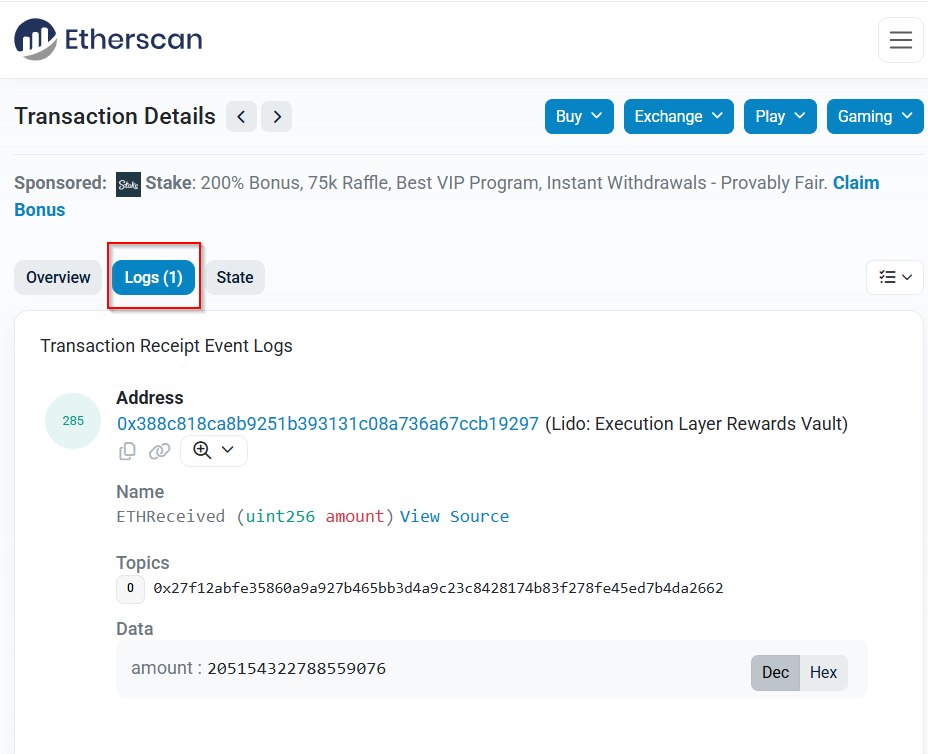 Etherscan
Transaction Details
Buy Exchange Play Gaming
Sponsored: Stake Stake: 200% Bonus, 75k Raffle, Best VIP Program, Instant Withdrawals - Provably Fair. Claim
Bonus
Overview Logs (1) State
Transaction Receipt Event Logs
285
Address
0x388c818ca8b9251b393131c08a736a67ccb19297 (Lido: Execution Layer Rewards Vault)
Name
ETHReceived (uint256 amount) View Source
Topics
0 0x27f12abfe35860a9a927b465bb3d4a9c23c8428174b83f278fe45ed7b4da2662
Data
amount : 205154322788559076
Dec Hex